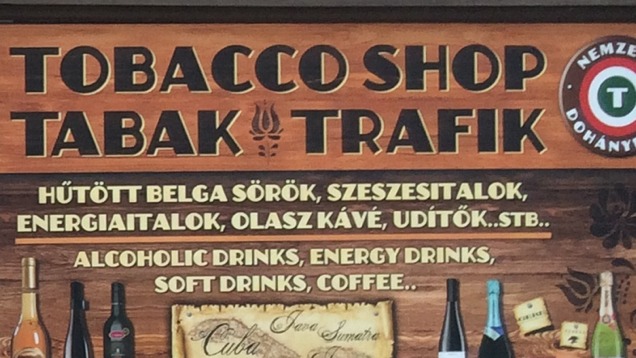 TOBACCO SHOP
TABAK TRAFIK
NEMZE
T
DOHÁNY
HŰTÖTT BELGA SÖRÖK, SZESZESITALOK,
ENERGIAITALOK, OLASZ KÁVÉ, UDÍTŐK..STB..
ALCOHOLIC DRINKS, ENERGY DRINKS,
SOFT DRINKS, COFFEE..
Cuba Java Sumatra